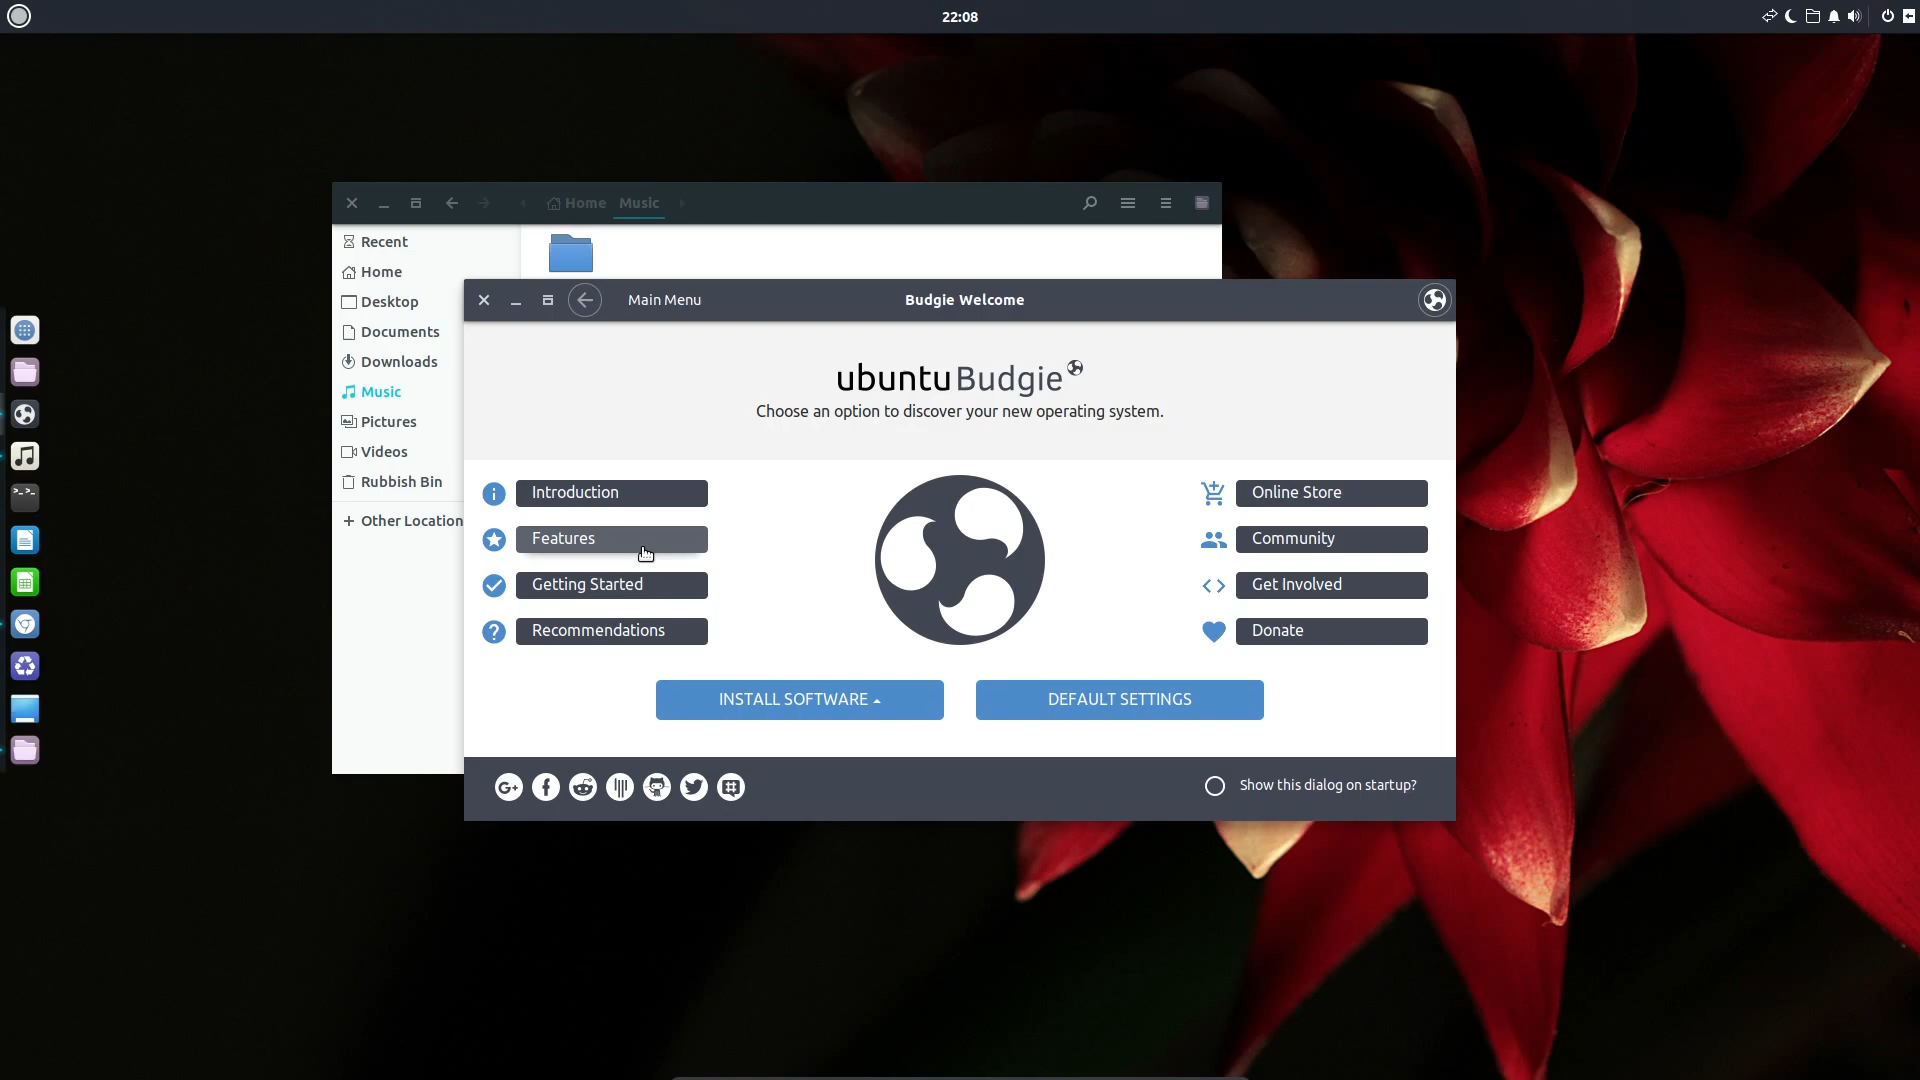 22:08
Home Music
Recent
Home
Desktop
Documents
Downloads
Music
Pictures
Videos
Rubbish Bin
Other Location
Main Menu
Budgie Welcome
ubuntu Budgie
Choose an option to discover your new operating system.
Introduction
Features
Getting Started
Recommendations
Online Store
Community
Get Involved
Donate
INSTALL SOFTWARE
DEFAULT SETTINGS
G+
Show this dialog on startup?